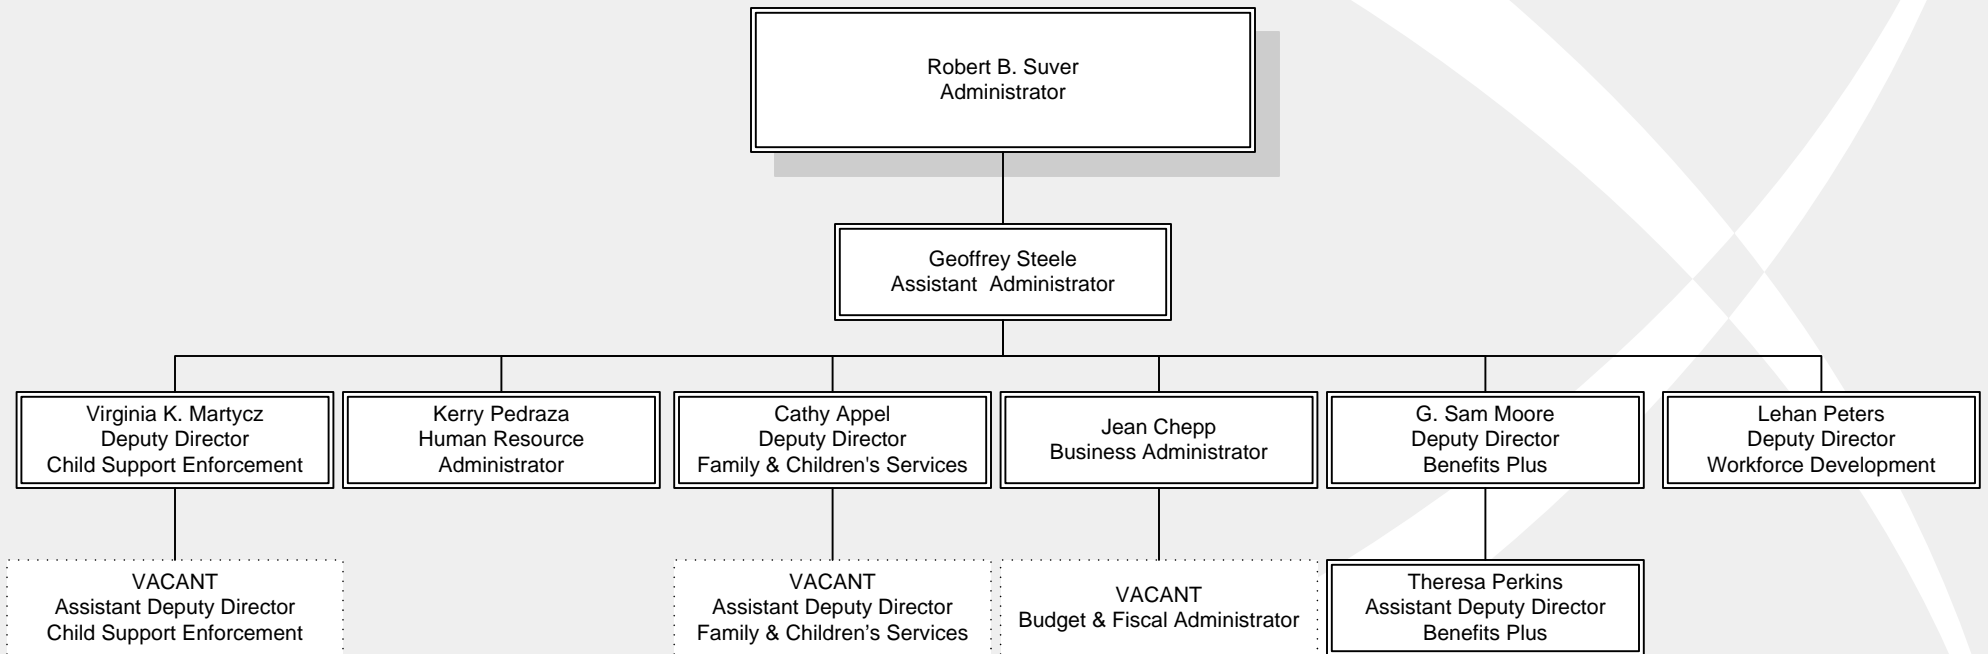 Robert B. Suver
Administrator
Geoffrey Steele
Assistant  Administrator
Virginia K. Martycz
Deputy Director
Child Support Enforcement
Kerry Pedraza
Human Resource
Administrator
Cathy Appel
Deputy Director
Family & Children's Services
Jean Chepp
Business Administrator
G. Sam Moore
Deputy Director
Benefits Plus
Lehan Peters
Deputy Director
Workforce Development
VACANT
Assistant Deputy Director
Child Support Enforcement
VACANT
Assistant Deputy Director
Family & Children’s Services
VACANT
Budget & Fiscal Administrator
Theresa Perkins
Assistant Deputy Director
Benefits Plus